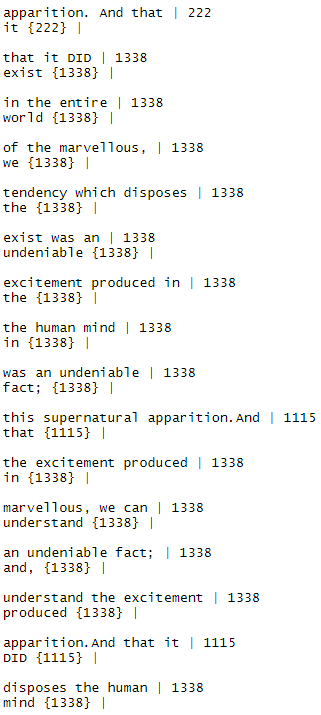 apparition. And that | 222
it {222} |
that it DID | 1338
exist {1338} |
in the entire | 1338
world {1338} |
of the marvellous, | 1338
we {1338} |
tendency which disposes | 1338
the {1338} |
exist was an | 1338
undeniable {1338} |
excitement produced in | 1338
the {1338} |
the human mind | 1338
in {1338} |
was an undeniable | 1338
fact; {1338} |
this supernatural apparition.And | 1115
that {1115} |
the excitement produced | 1338
in {1338} |
marvellous, we can | 1338
understand {1338} |
an undeniable fact; | 1338
and, {1338} |
understand the excitement | 1338
produced {1338} |
apparition.And that it | 1115
DID {1115} |
disposes the human | 1338
mind {1338} |